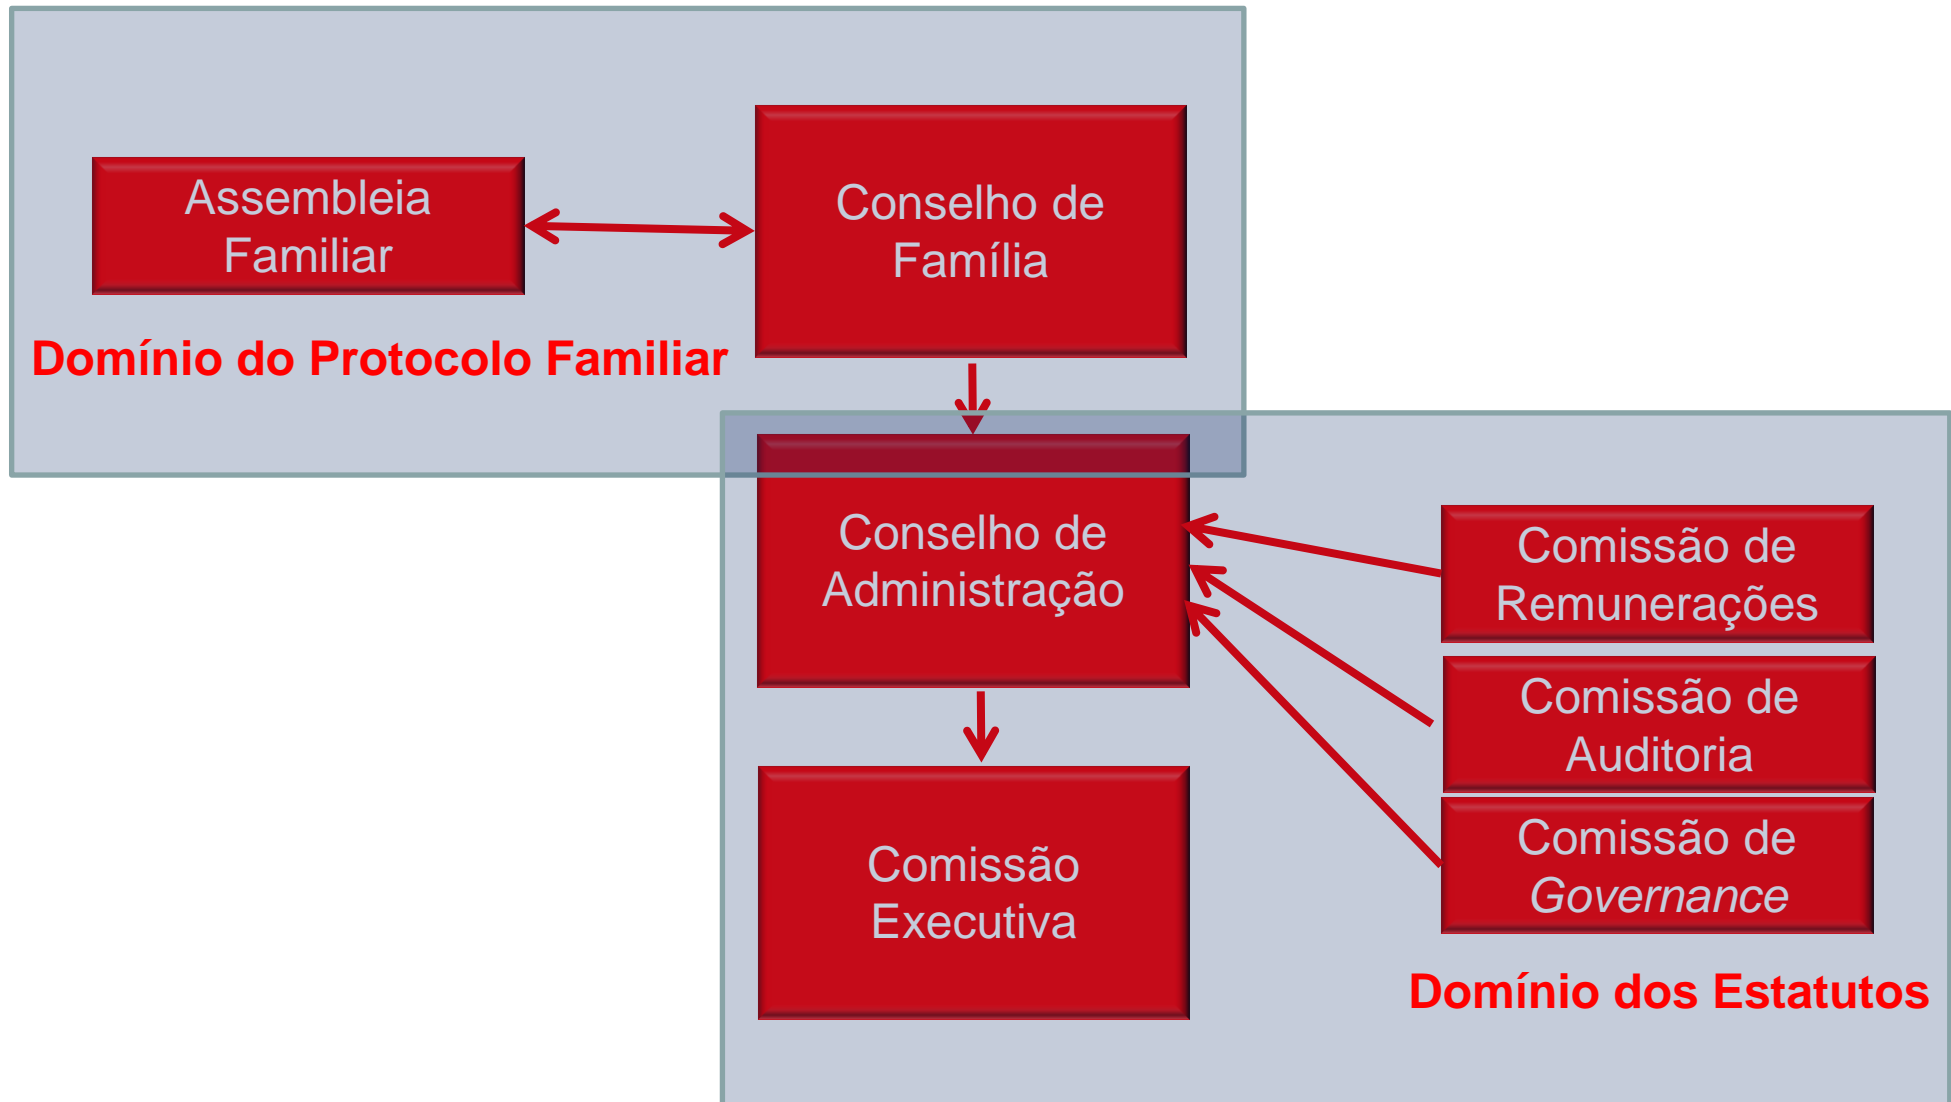 Assembleia
Familiar
Conselho de
Família
Domínio do Protocolo Familiar
Conselho de
Administração
Comissão de
Remunerações
Comissão de
Auditoria
Comissão de
Governance
Comissão
Executiva
Domínio dos Estatutos